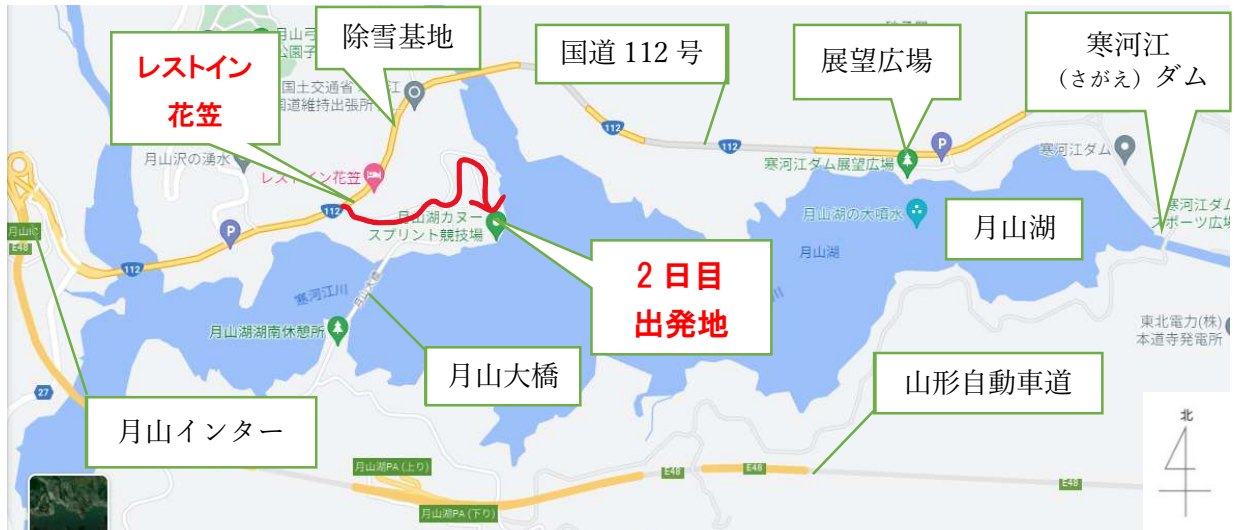 レストイン
花笠
除雪基地
国道 112 号
展望広場
寒河江
（さがえ）ダム
月山湖
2 日目
出発地
月山大橋
山形自動車道
月山インター
北
国土交通省
国道維持出張所
月山沢の湧水
レストイン花笠
112
112
112
112
月山IC
E48
月山湖カヌー
スプリント競技場
寒河江ダム展望広場
P
P
寒河江ダム
月山湖の大噴水
月山湖
寒河江ダム
スポーツ広場
寒河江川
月山大橋
月山湖湖南休憩所
東北電力(株)
本道寺発電所
27
月山湖PA (上り)
月山湖PA (下り)
E48
E48
E48